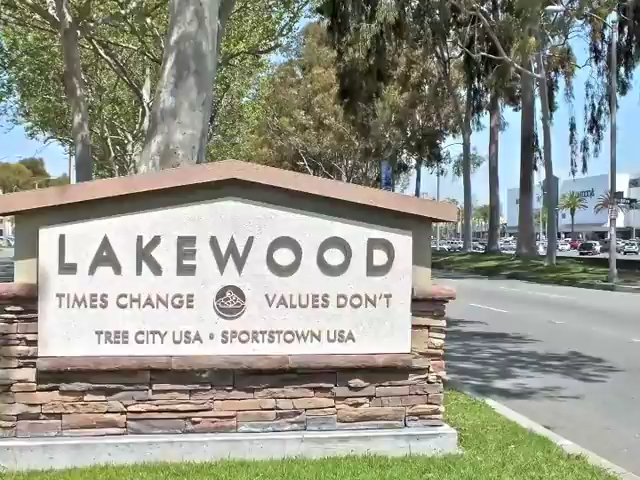 LAKEWOOD
TIMES CHANGE VALUES DON'T
TREE CITY USA • SPORTSTOWN USA